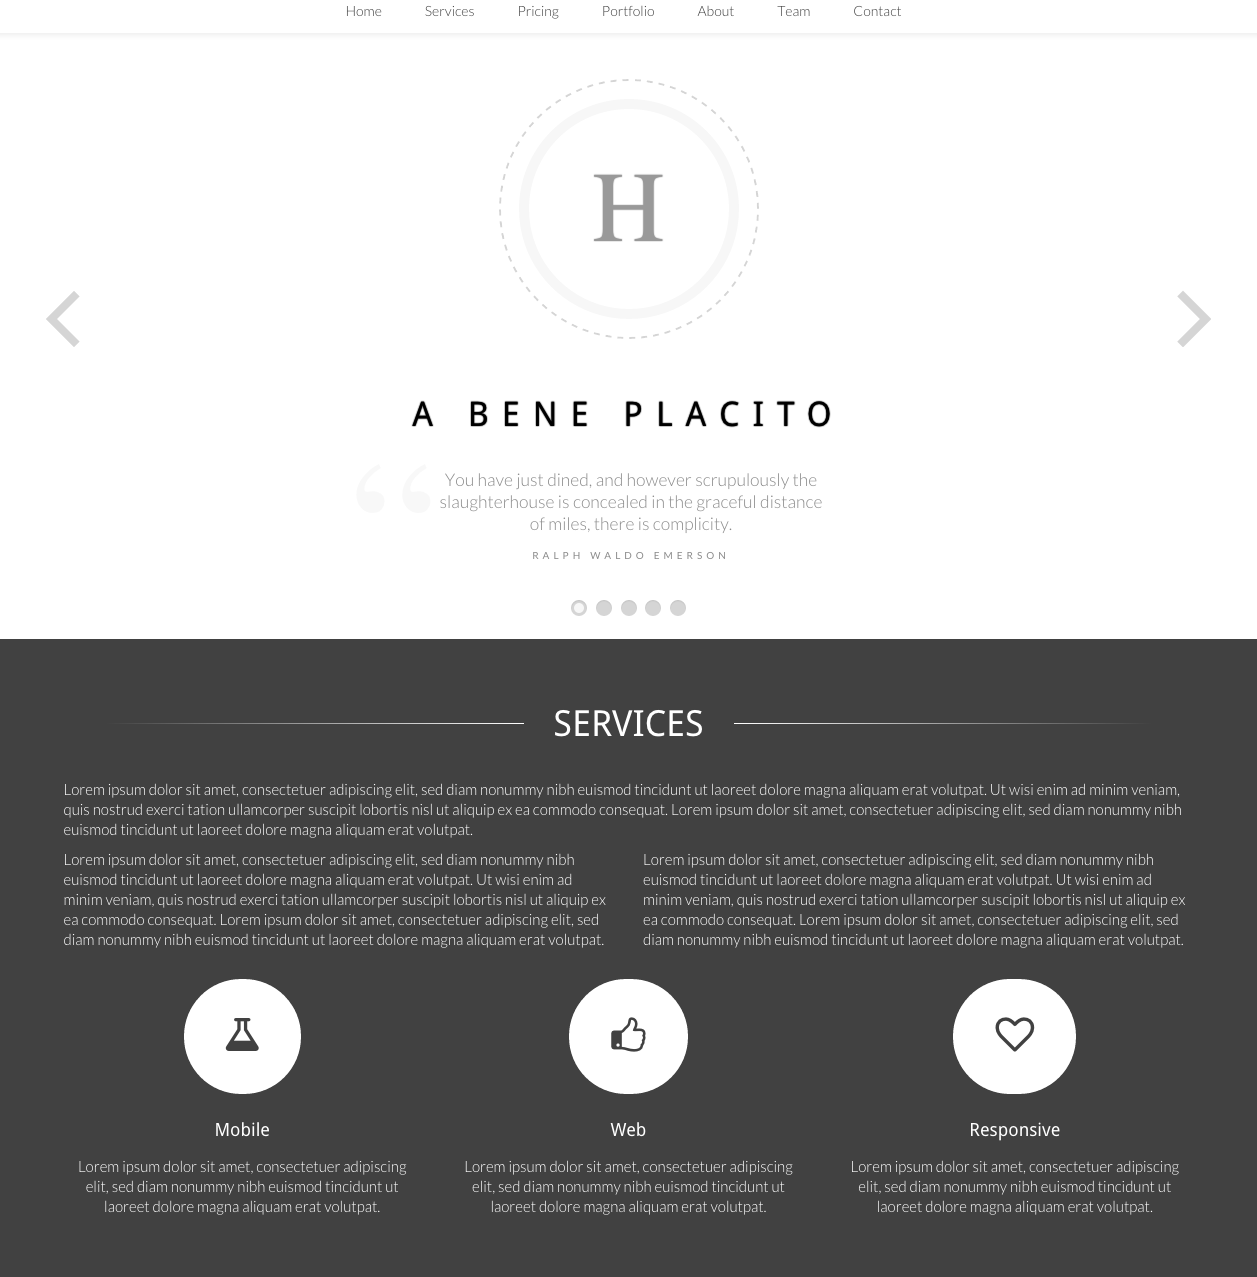 Home Services Pricing Portfolio About Team Contact
H
A BENE PLACITO
“
You have just dined, and however scrupulously the
slaughterhouse is concealed in the graceful distance
of miles, there is complicity.
RALPH WALDO EMERSON
SERVICES
Lorem ipsum dolor sit amet, consectetuer adipiscing elit, sed diam nonummy nibh euismod tincidunt ut laoreet dolore magna aliquam erat volutpat. Ut wisi enim ad minim veniam,
quis nostrud exerci tation ullamcorper suscipit lobortis nisl ut aliquip ex ea commodo consequat. Lorem ipsum dolor sit amet, consectetuer adipiscing elit, sed diam nonummy nibh
euismod tincidunt ut laoreet dolore magna aliquam erat volutpat.
Lorem ipsum dolor sit amet, consectetuer adipiscing elit, sed diam nonummy nibh
euismod tincidunt ut laoreet dolore magna aliquam erat volutpat. Ut wisi enim ad
minim veniam, quis nostrud exerci tation ullamcorper suscipit lobortis nisl ut aliquip ex
ea commodo consequat. Lorem ipsum dolor sit amet, consectetuer adipiscing elit, sed
diam nonummy nibh euismod tincidunt ut laoreet dolore magna aliquam erat volutpat.
Lorem ipsum dolor sit amet, consectetuer adipiscing elit, sed diam nonummy nibh
euismod tincidunt ut laoreet dolore magna aliquam erat volutpat. Ut wisi enim ad
minim veniam, quis nostrud exerci tation ullamcorper suscipit lobortis nisl ut aliquip ex
ea commodo consequat. Lorem ipsum dolor sit amet, consectetuer adipiscing elit, sed
diam nonummy nibh euismod tincidunt ut laoreet dolore magna aliquam erat volutpat.
Mobile
Lorem ipsum dolor sit amet, consectetuer adipiscing
elit, sed diam nonummy nibh euismod tincidunt ut
laoreet dolore magna aliquam erat volutpat.
Web
Lorem ipsum dolor sit amet, consectetuer adipiscing
elit, sed diam nonummy nibh euismod tincidunt ut
laoreet dolore magna aliquam erat volutpat.
Responsive
Lorem ipsum dolor sit amet, consectetuer adipiscing
elit, sed diam nonummy nibh euismod tincidunt ut
laoreet dolore magna aliquam erat volutpat.